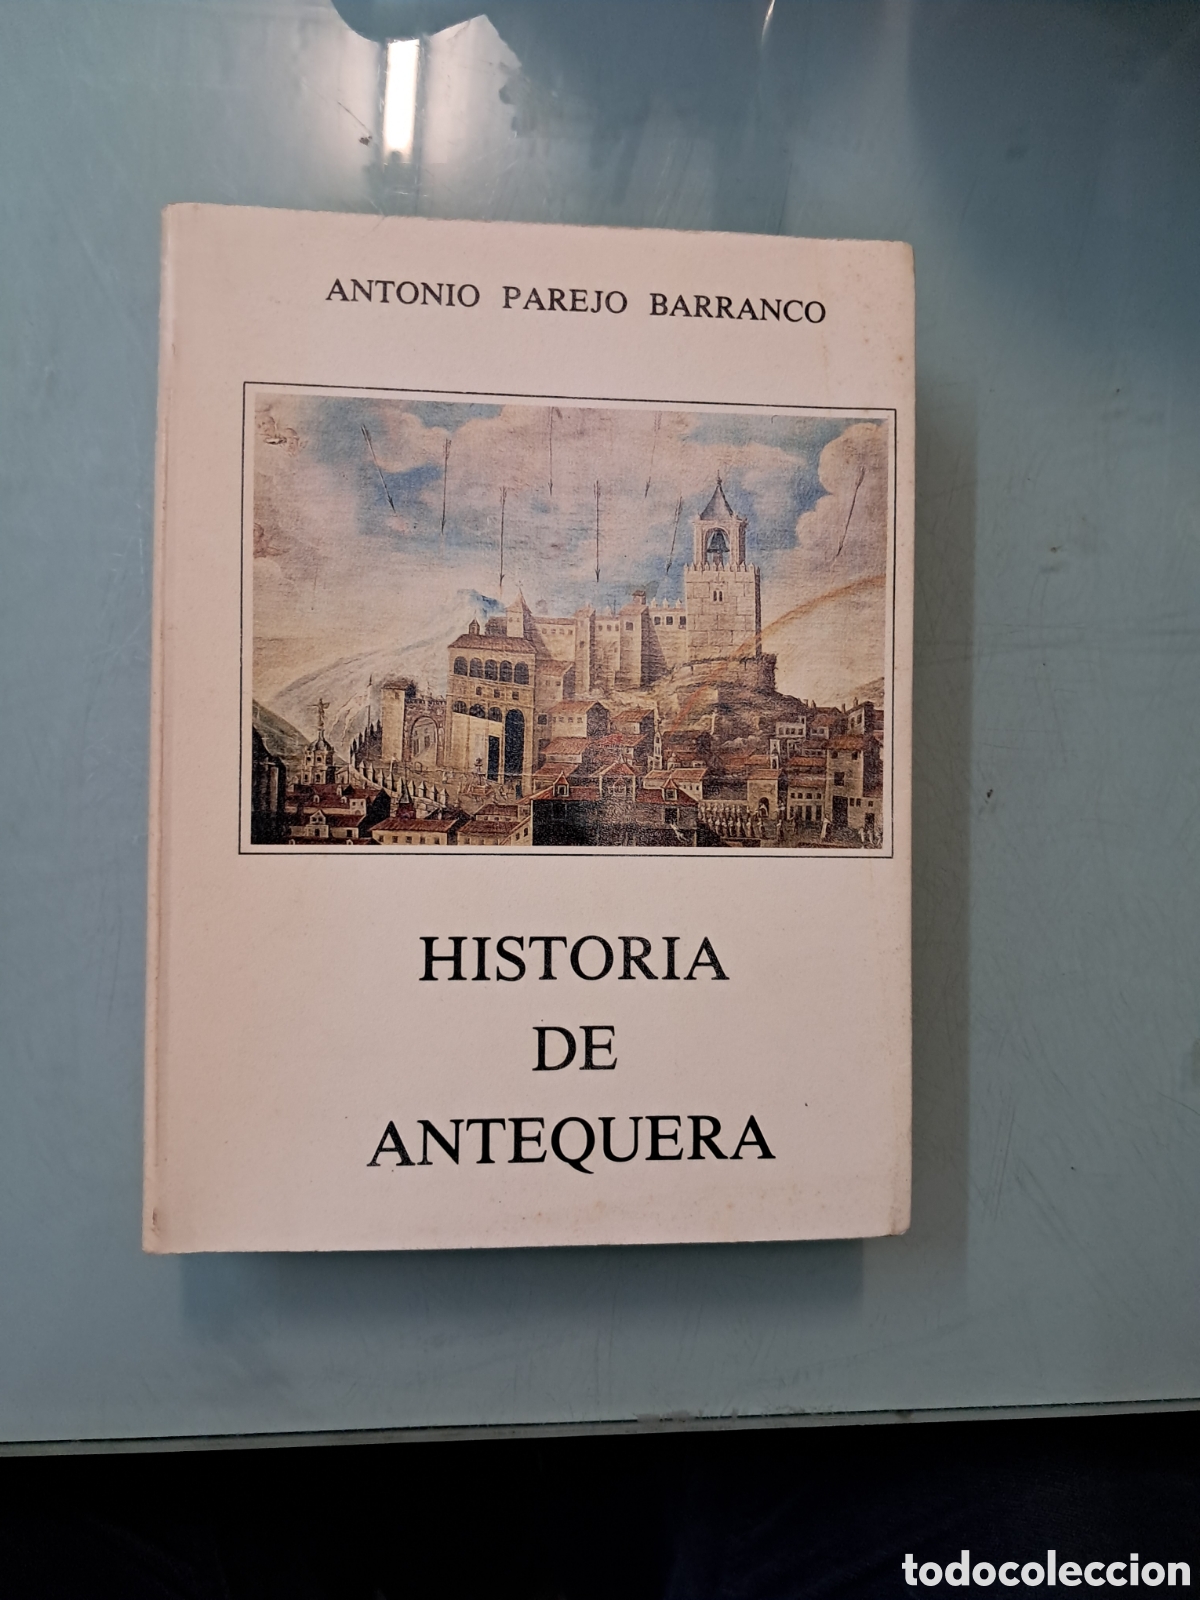 ANTONIO PAREJO BARRANCO
HISTORIA
DE
ANTEQUERA
todocoleccion